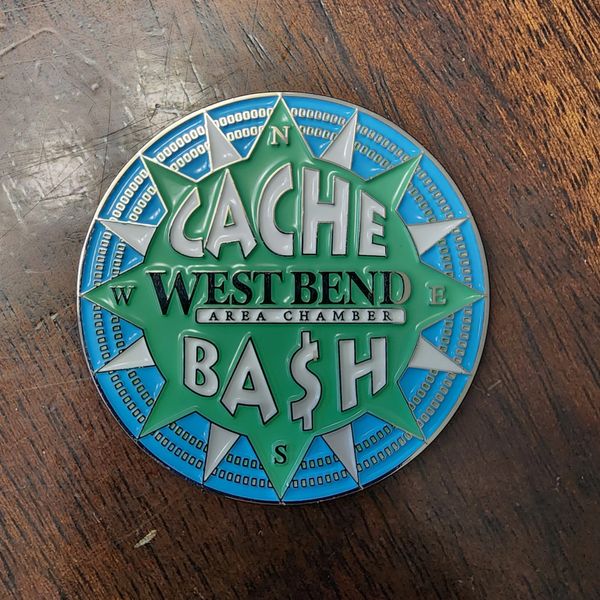 N
CACHE
W WEST BEND E
AREA CHAMBER
BA$H
S